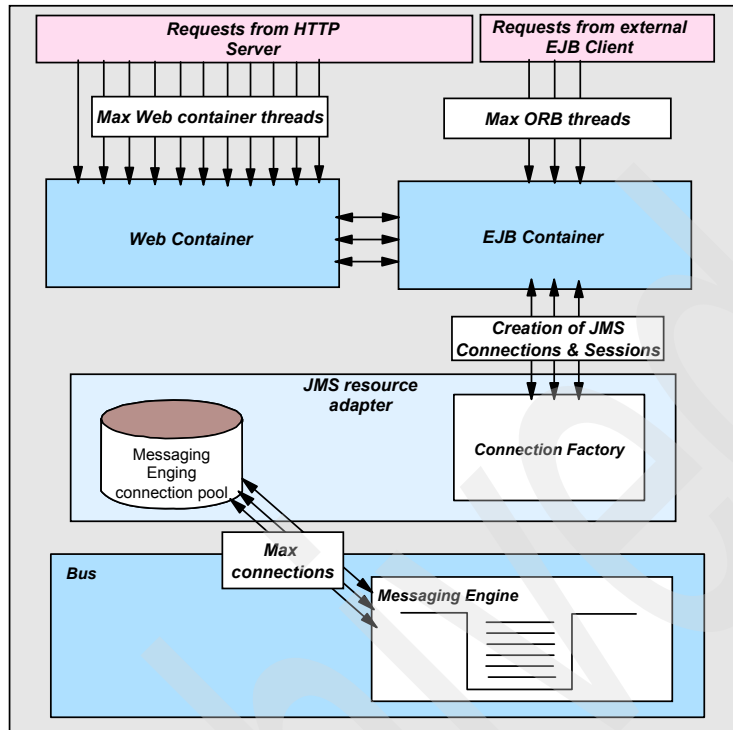 Requests from HTTP
Server
Requests from external
EJB Client
Max Web container threads
Max ORB threads
Web Container
EJB Container
Creation of JMS
Connections & Sessions
JMS resource
adapter
Messaging
Enging
connection pool
Connection Factory
Max
connections
Bus
Messaging Engine